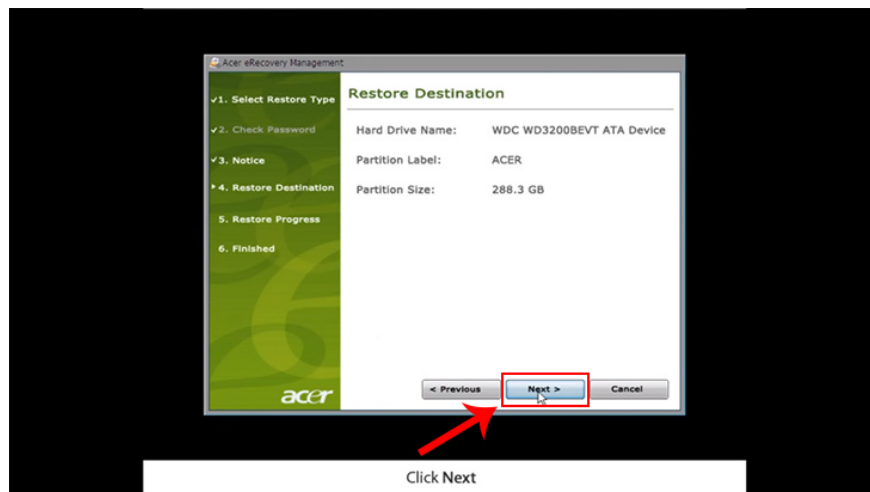 Acer eRecovery Management
✓1. Select Restore Type
✓2. Check Password
✓3. Notice
4. Restore Destination
5. Restore Progress
6. Finished
acer
Restore Destination
Hard Drive Name: WDC WD3200BEVT ATA Device
Partition Label: ACER
Partition Size: 288.3 GB
< Previous Next > Cancel
Click Next